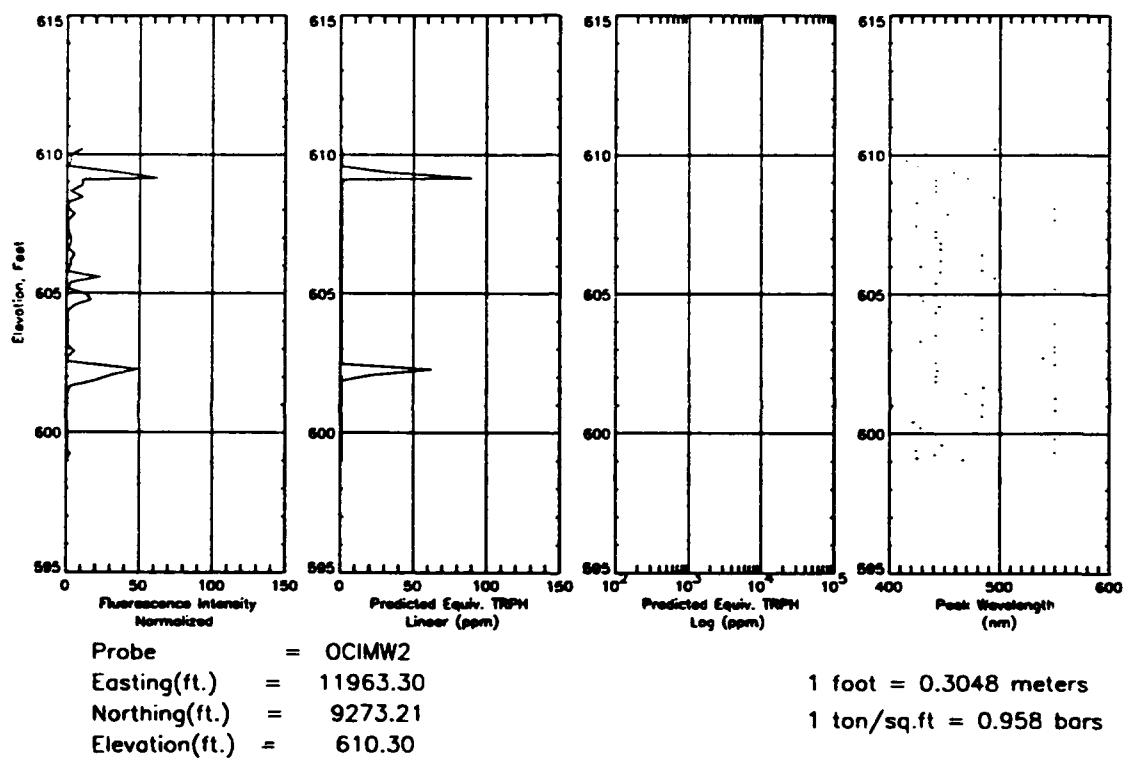 615 615 615 615
610 610 610 610
Elevation, Feet
605 605 605 605
600 600 600 600
595 595 595 595
0 50 100 150 0 50 100 150 10^2 10^3 10^4 10^5 400 500 600
Fluorescence Intensity Predicted Equiv. TRPH Predicted Equiv. TRPH Peak Wavelength
Normalized Linear (ppm) Log (ppm) (nm)
Probe = OCIMW2
Easting(ft.) = 11963.30
Northing(ft.) = 9273.21
Elevation(ft.) = 610.30
1 foot = 0.3048 meters
1 ton/sq.ft = 0.958 bars